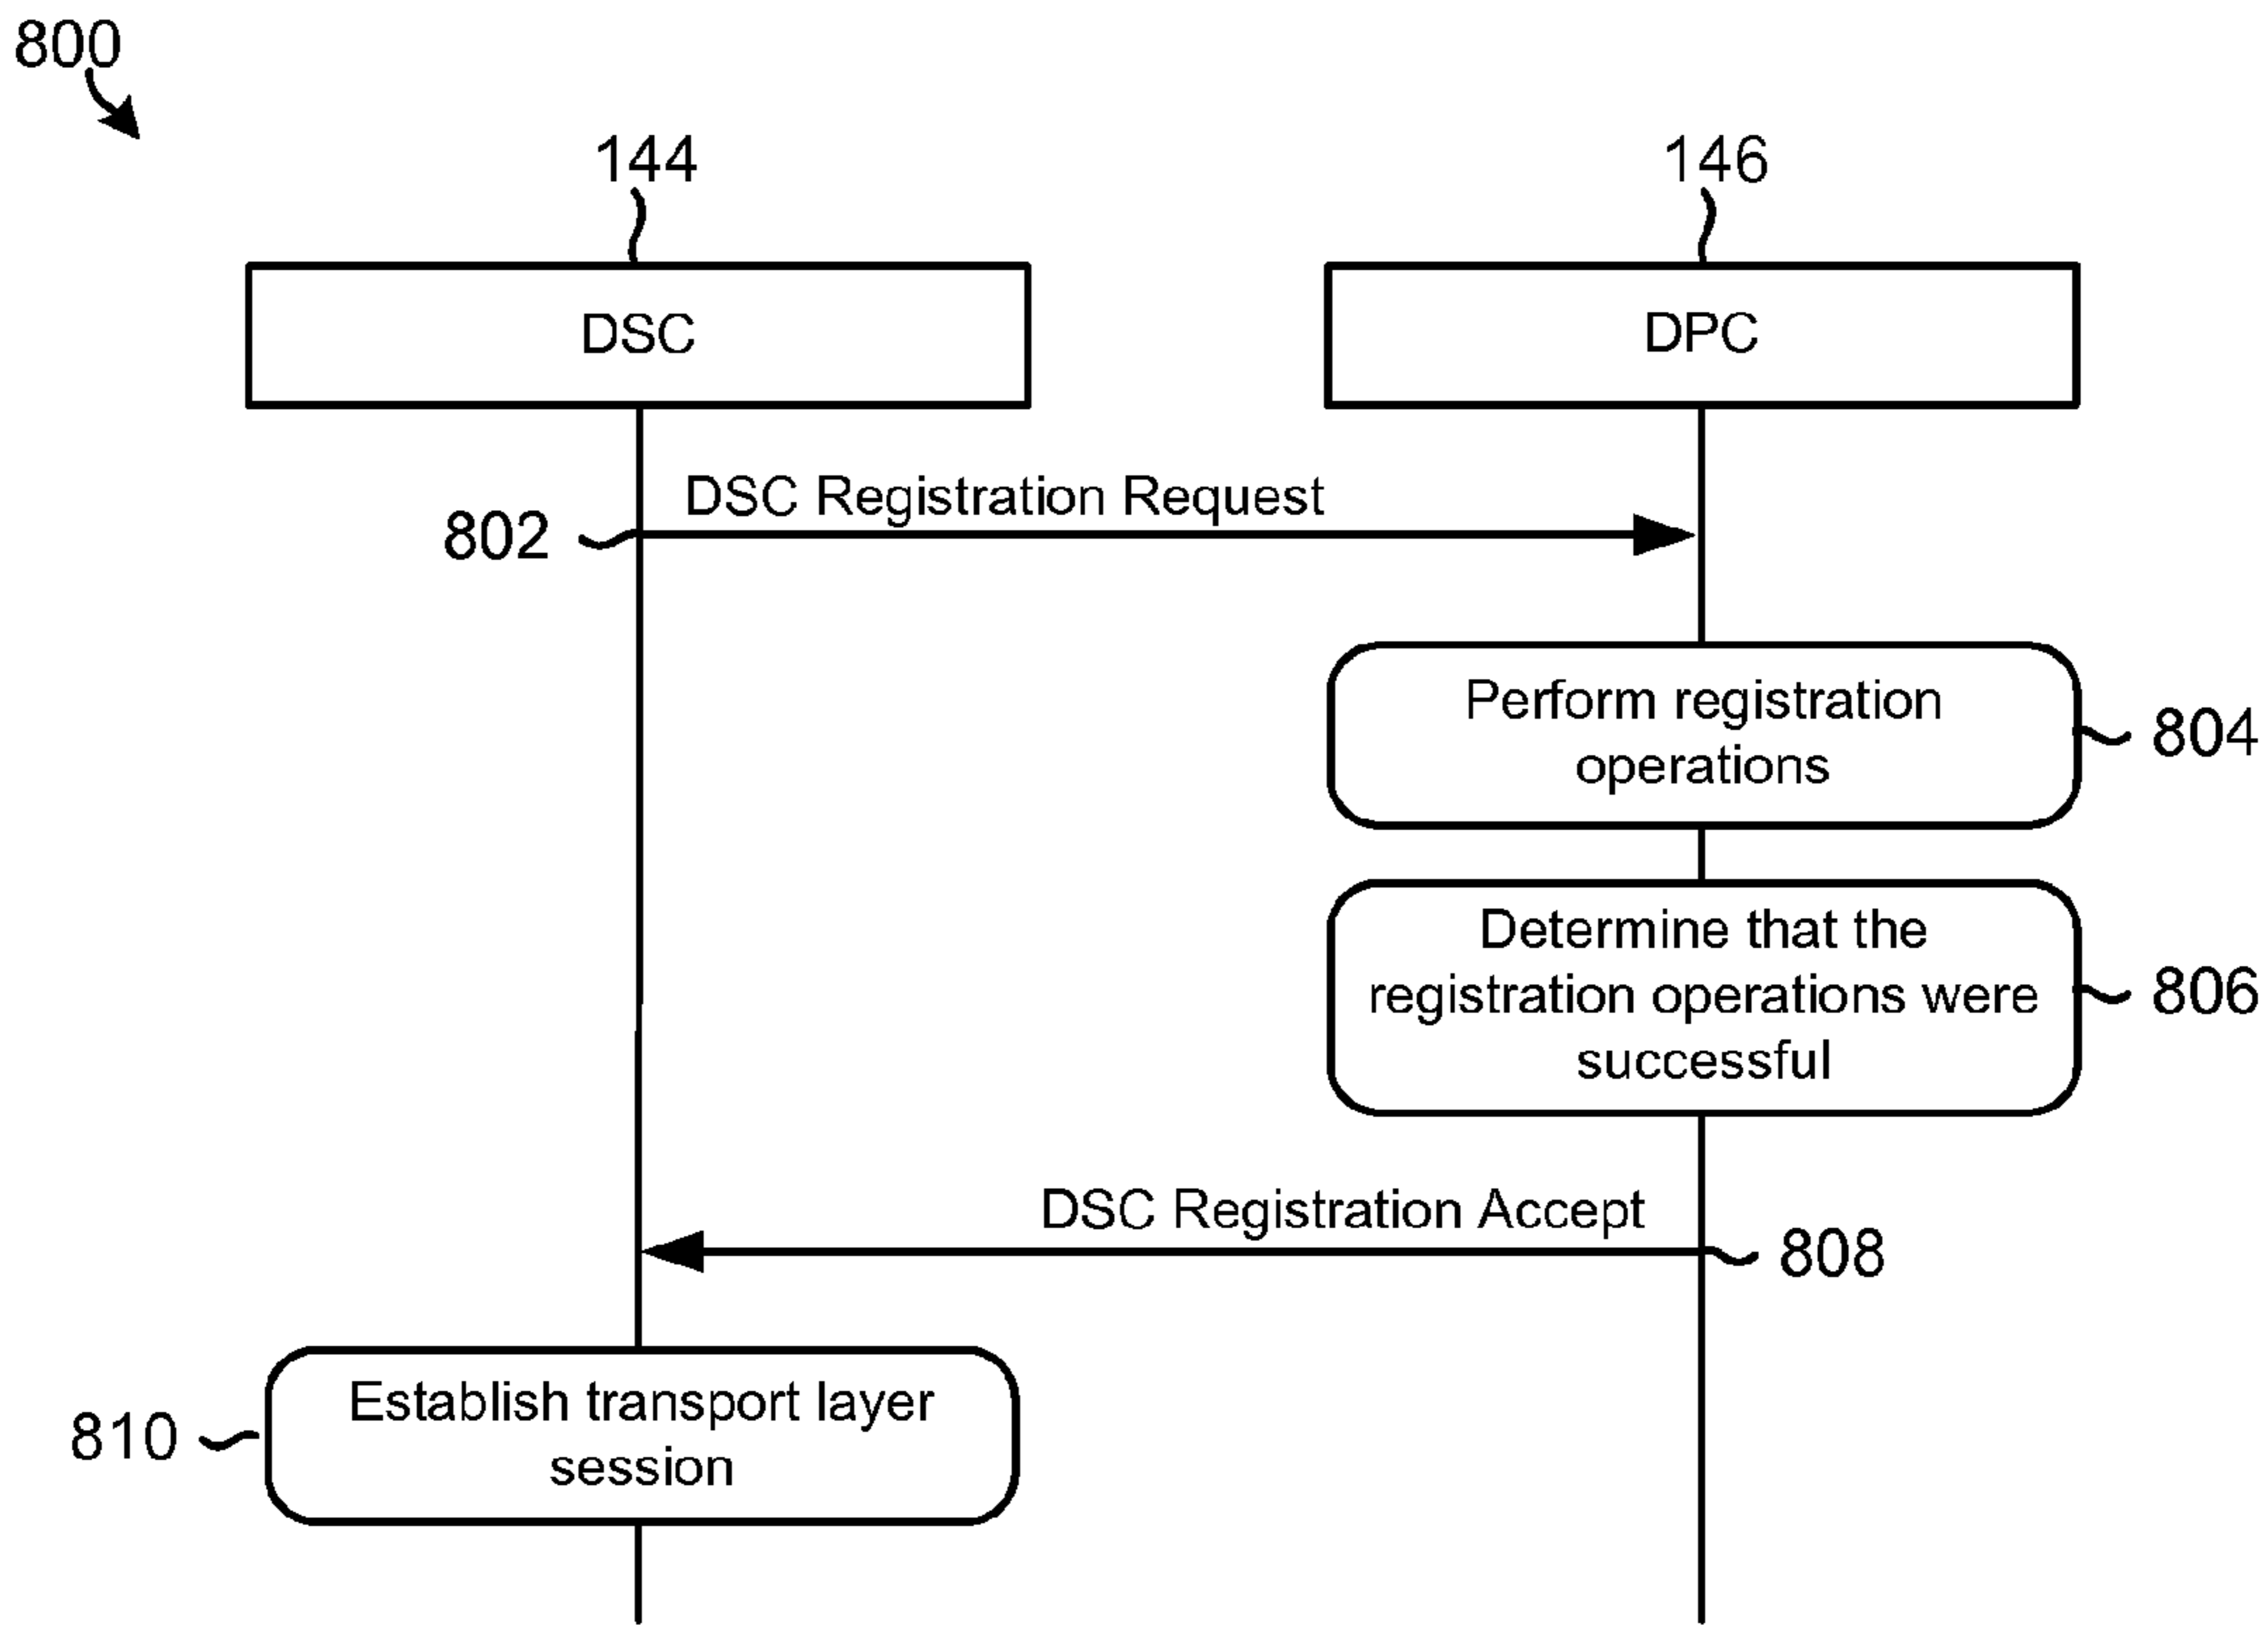 800
144
146
DSC
DPC
DSC Registration Request
802
Perform registration
operations
804
Determine that the
registration operations were
successful
806
DSC Registration Accept
808
Establish transport layer
session
810